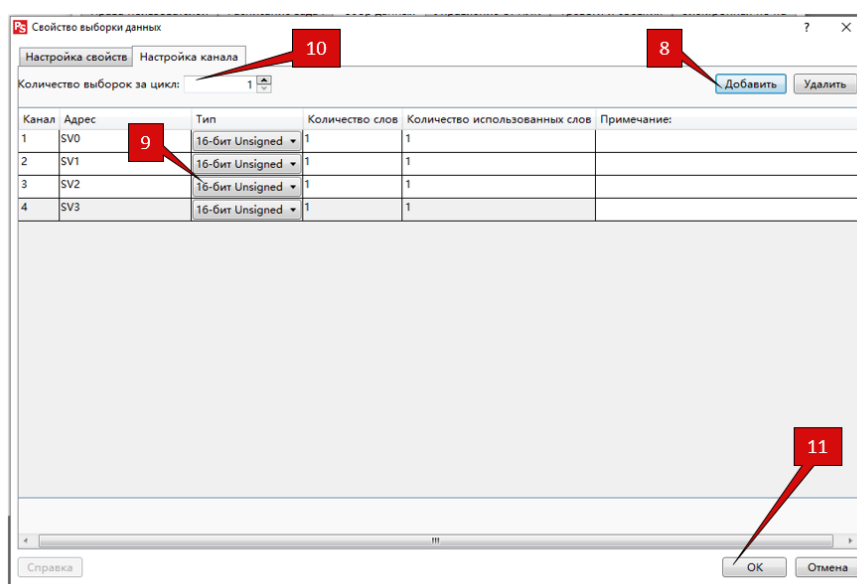 PS Свойство выборки данных ? X
Настройка свойств Настройка канала
10
8
Количество выборок за цикл: 1
Добавить Удалить
Канал Адрес Тип Количество слов Количество использованных слов Примечание:
1 SV0 16-бит Unsigned 1 1
9
2 SV1 16-бит Unsigned 1 1
3 SV2 16-бит Unsigned 1 1
4 SV3 16-бит Unsigned 1 1
11
Справка OK Отмена